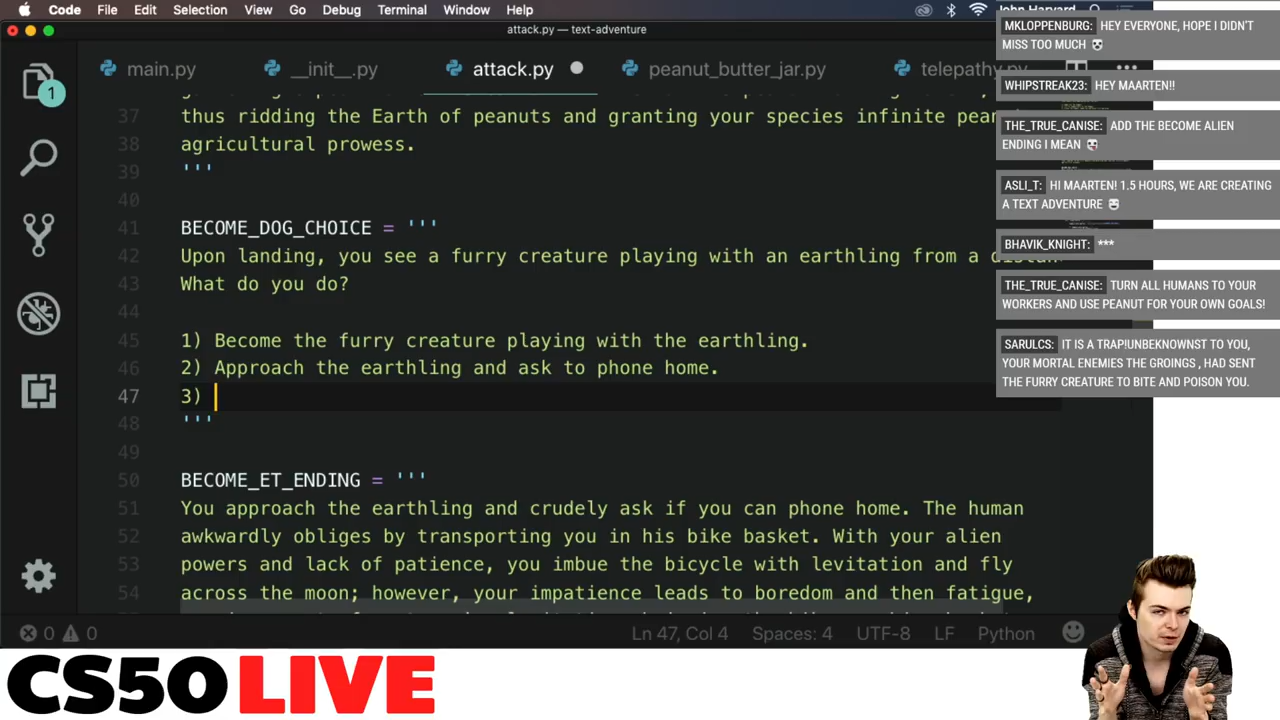 Code File Edit Selection View Go Debug Terminal Window Help
attack.py — text-adventure
main.py __init__.py attack.py peanut_butter_jar.py telepathy.py
1
37 thus ridding the Earth of peanuts and granting your species infinite pean
38 agricultural prowess.
39 '''
40
41 BECOME_DOG_CHOICE = '''
42 Upon landing, you see a furry creature playing with an earthling from a distan
43 What do you do?
44
45 1) Become the furry creature playing with the earthling.
46 2) Approach the earthling and ask to phone home.
47 3)
48 '''
49
50 BECOME_ET_ENDING = '''
51 You approach the earthling and crudely ask if you can phone home. The human
52 awkwardly obliges by transporting you in his bike basket. With your alien
53 powers and lack of patience, you imbue the bicycle with levitation and fly
54 across the moon; however, your impatience leads to boredom and then fatigue,
0 0 Ln 47, Col 4 Spaces: 4 UTF-8 LF Python
John Harvard
MKLOPPENBURG: HEY EVERYONE, HOPE I DIDN'T
MISS TOO MUCH
WHIPSTREAK23: HEY MAARTEN!!
THE_TRUE_CANISE: ADD THE BECOME ALIEN
ENDING I MEAN
ASLI_T: HI MAARTEN! 1.5 HOURS, WE ARE CREATING
A TEXT ADVENTURE
BHAVIK_KNIGHT: ***
THE_TRUE_CANISE: TURN ALL HUMANS TO YOUR
WORKERS AND USE PEANUT FOR YOUR OWN GOALS!
SARULCS: IT IS A TRAP!UNBEKNOWNST TO YOU,
YOUR MORTAL ENEMIES THE GROINGS , HAD SENT
THE FURRY CREATURE TO BITE AND POISON YOU.
CS50 LIVE